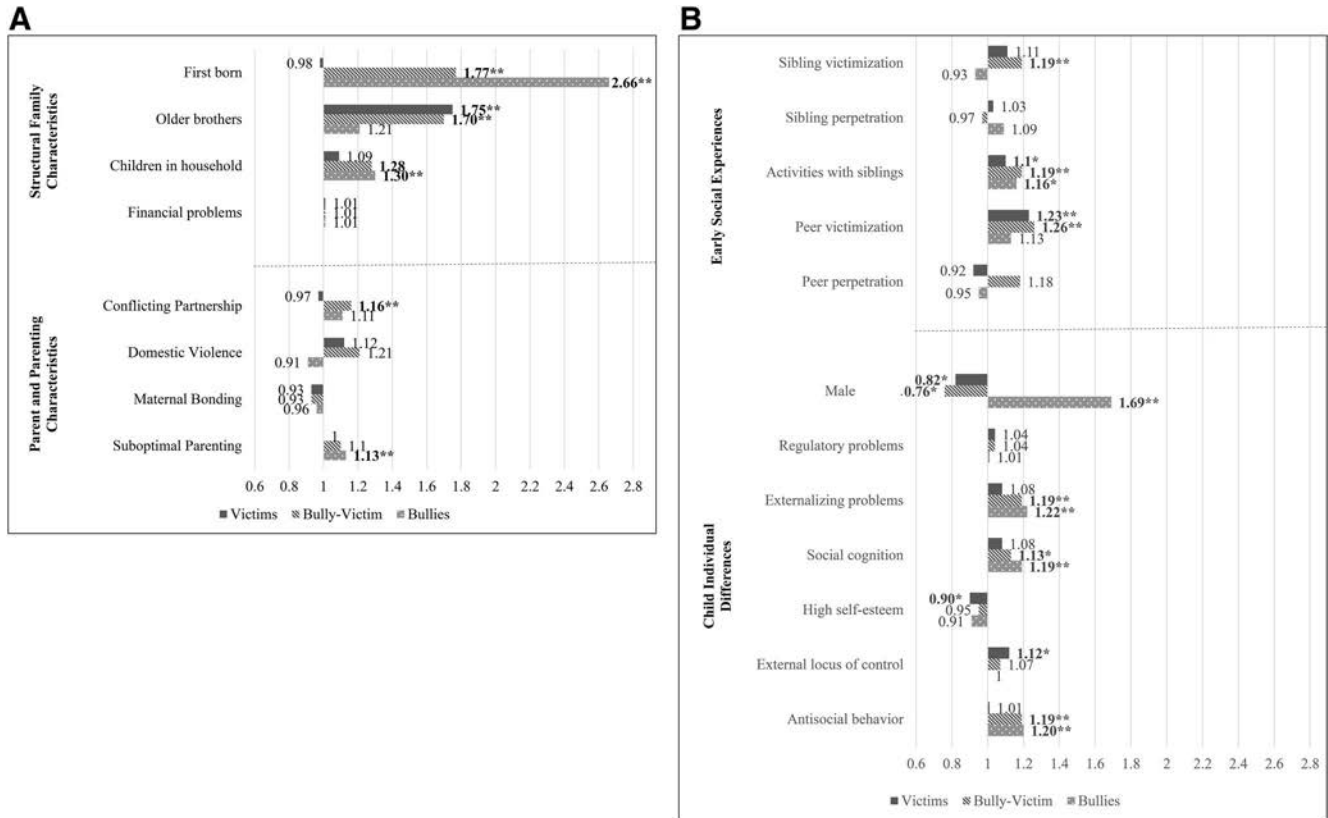 A
Structural Family
Characteristics
First born
0.98
1.77**
2.66**
Older brothers
1.75**
1.70**
1.21
Children in household
1.09
1.28
1.30**
Financial problems
1.01
1.01
1.01
Parent and Parenting
Characteristics
Conflicting Partnership
0.97
1.16**
1.11
Domestic Violence
1.12
1.21
0.91
Maternal Bonding
0.93
0.93
0.96
Suboptimal Parenting
1
1.1
1.13**
0.6 0.8 1 1.2 1.4 1.6 1.8 2 2.2 2.4 2.6 2.8
Victims Bully-Victim Bullies
B
Early Social Experiences
Sibling victimization
1.11
1.19**
0.93
Sibling perpetration
1.03
0.97
1.09
Activities with siblings
1.1*
1.19**
1.16*
Peer victimization
1.23**
1.26**
1.13
Peer perpetration
0.92
1.18
0.95
Child Individual
Differences
Male
0.82*
0.76*
1.69**
Regulatory problems
1.04
1.04
1.01
Externalizing problems
1.08
1.19**
1.22**
Social cognition
1.08
1.13*
1.19**
High self-esteem
0.90*
0.95
0.91
External locus of control
1.12*
1.07
1
Antisocial behavior
1.01
1.19**
1.20**
0.6 0.8 1 1.2 1.4 1.6 1.8 2 2.2 2.4 2.6 2.8
Victims Bully-Victim Bullies